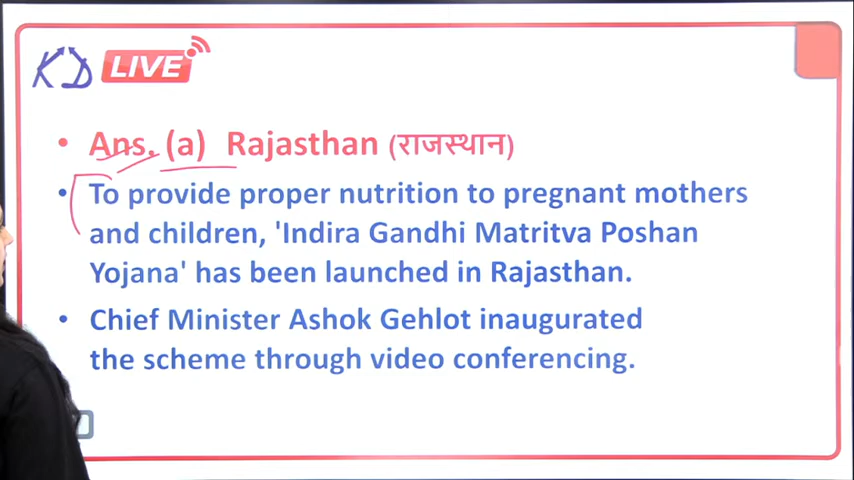 KD LIVE
• Ans. (a) Rajasthan (राजस्थान)
• To provide proper nutrition to pregnant mothers
and children, 'Indira Gandhi Matritva Poshan
Yojana' has been launched in Rajasthan.
• Chief Minister Ashok Gehlot inaugurated
the scheme through video conferencing.